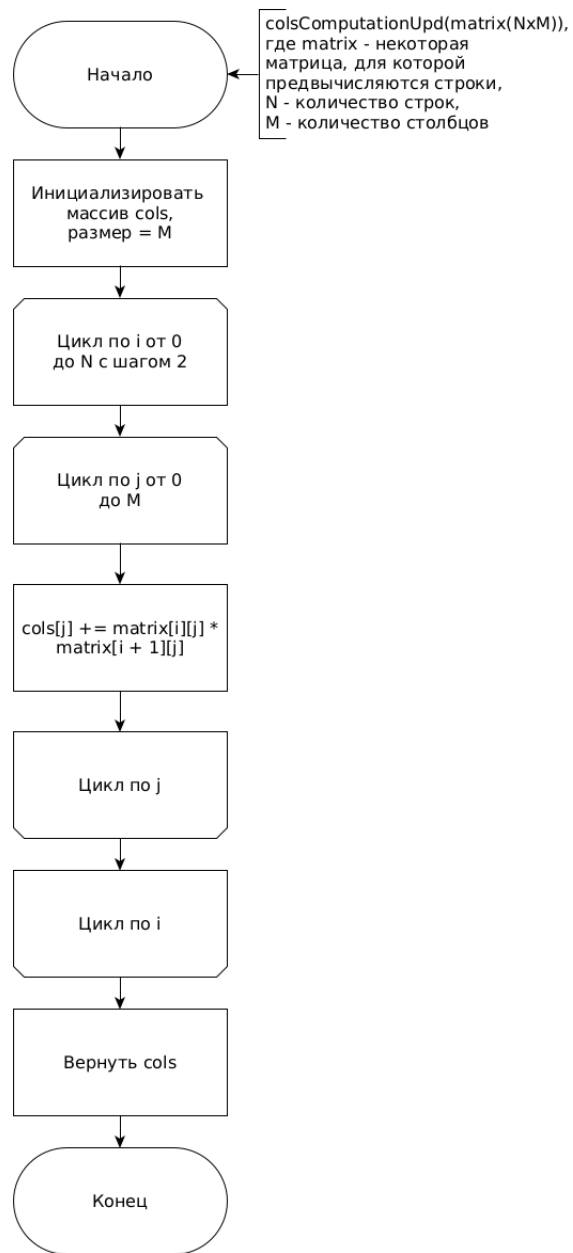 colsComputationUpd(matrix(NxM)),
где matrix - некоторая
матрица, для которой
предвычисляются строки,
N - количество строк,
M - количество столбцов
Начало
Инициализировать
массив cols,
размер = M
Цикл по i от 0
до N с шагом 2
Цикл по j от 0
до M
cols[j] += matrix[i][j] *
matrix[i + 1][j]
Цикл по j
Цикл по i
Вернуть cols
Конец